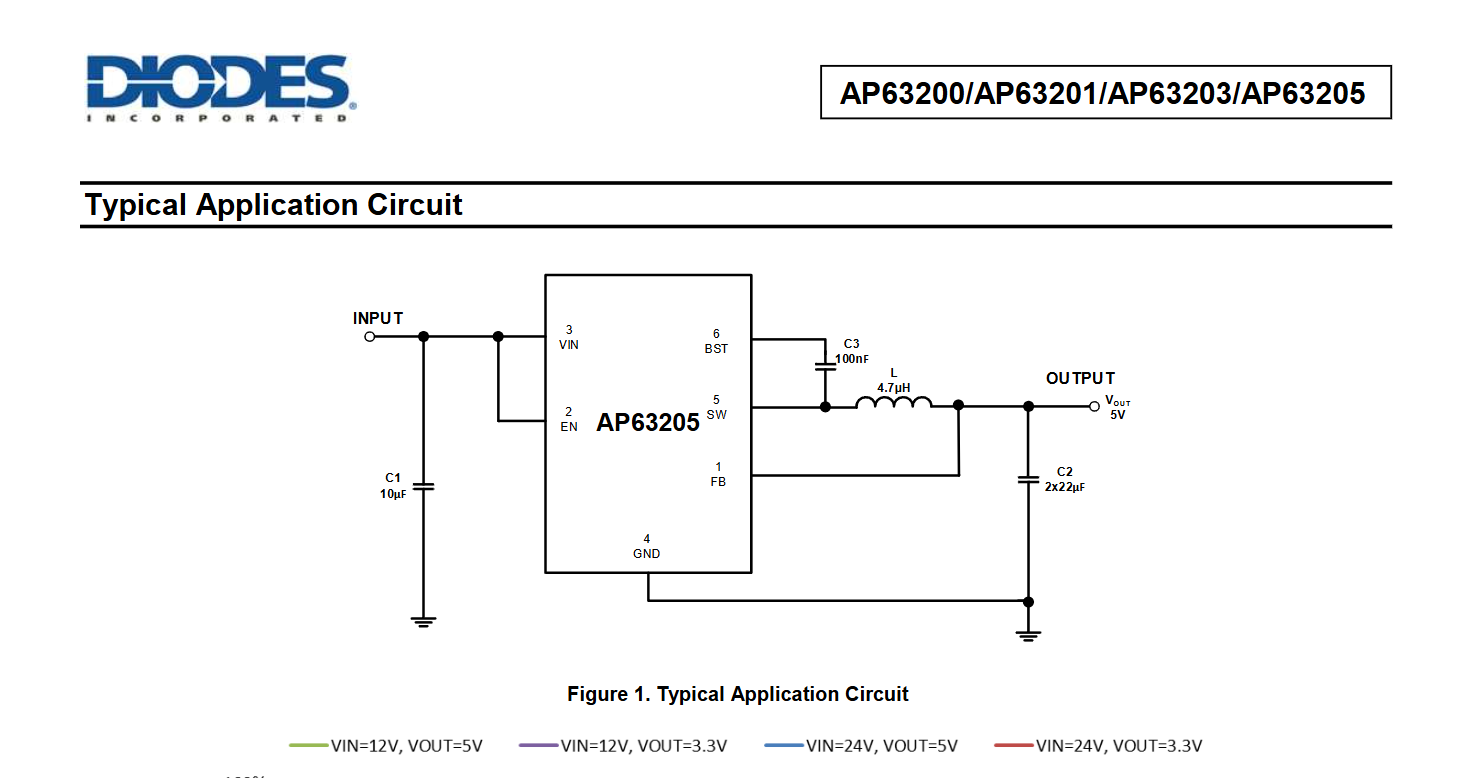 DIODES
INCORPORATED
AP63200/AP63201/AP63203/AP63205
Typical Application Circuit
INPUT
3
VIN
2
EN
AP63205
6
BST
5
SW
1
FB
4
GND
C1
10µF
C3
100nF
L
4.7µH
OUTPUT
VOUT
5V
C2
2x22µF
Figure 1. Typical Application Circuit
VIN=12V, VOUT=5V VIN=12V, VOUT=3.3V VIN=24V, VOUT=5V VIN=24V, VOUT=3.3V